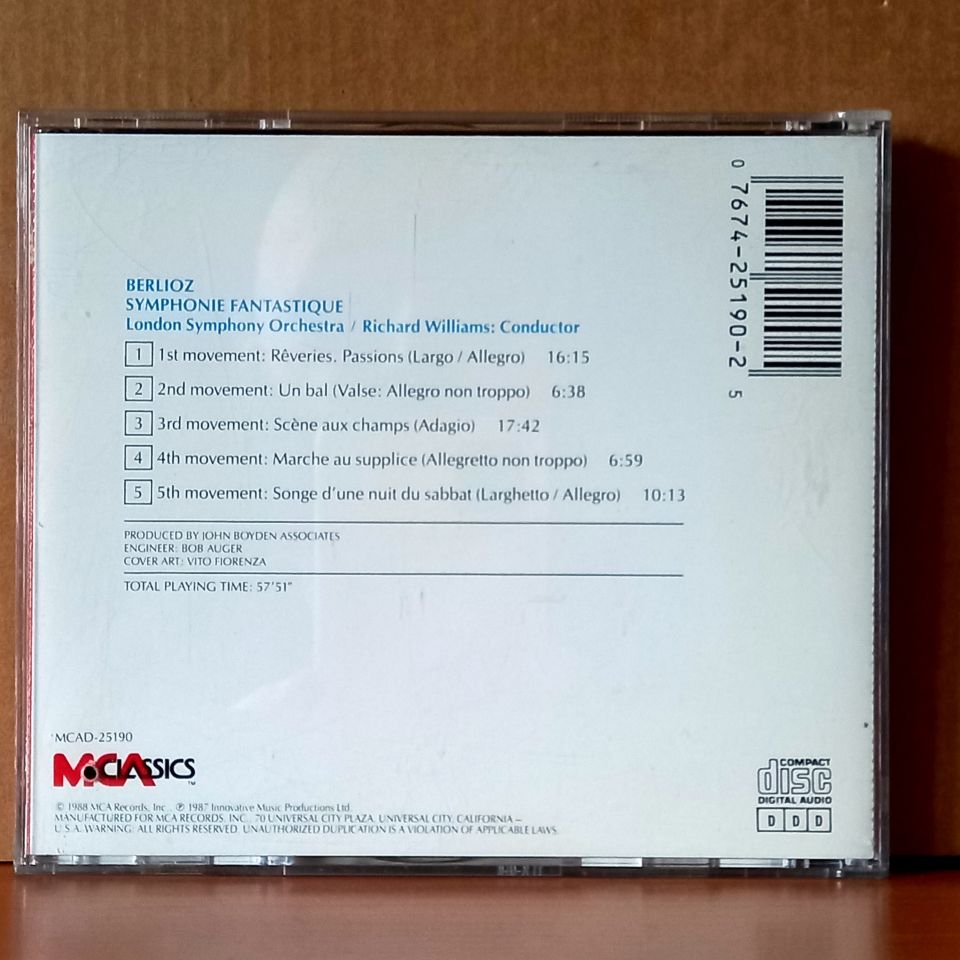 0 7674-25190-2 5
BERLIOZ
SYMPHONIE FANTASTIQUE
London Symphony Orchestra / Richard Williams: Conductor
1 1st movement: Rêveries. Passions (Largo / Allegro) 16:15
2 2nd movement: Un bal (Valse: Allegro non troppo) 6:38
3 3rd movement: Scène aux champs (Adagio) 17:42
4 4th movement: Marche au supplice (Allegretto non troppo) 6:59
5 5th movement: Songe d'une nuit du sabbat (Larghetto / Allegro) 10:13
PRODUCED BY JOHN BOYDEN ASSOCIATES
ENGINEER: BOB AUGER
COVER ART: VITO FIORENZA
TOTAL PLAYING TIME: 57'51"
MCAD-25190
MCA CLASSICS™
© 1988 MCA Records, Inc., ℗ 1987 Innovative Music Productions Ltd.
MANUFACTURED FOR MCA RECORDS, INC., 70 UNIVERSAL CITY PLAZA, UNIVERSAL CITY, CALIFORNIA –
U.S.A. WARNING: ALL RIGHTS RESERVED. UNAUTHORIZED DUPLICATION IS A VIOLATION OF APPLICABLE LAWS.
COMPACT
disc
DIGITAL AUDIO
D D D